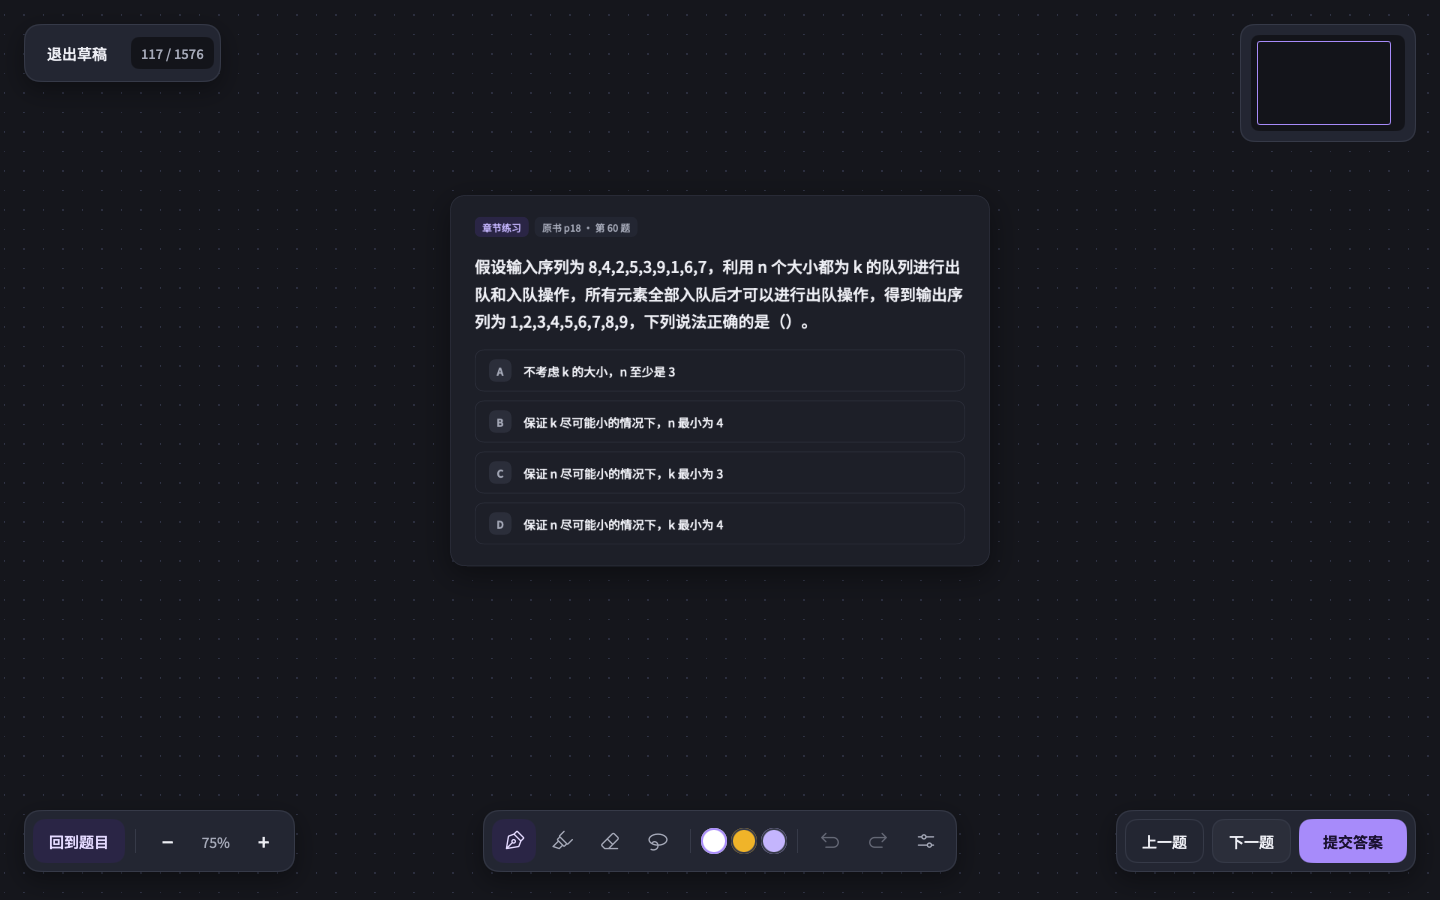 退出草稿
117 / 1576
章节练习
原书 p18 · 第 60 题
假设输入序列为 8,4,2,5,3,9,1,6,7，利用 n 个大小都为 k 的队列进行出
队和入队操作，所有元素全部入队后才可以进行出队操作，得到输出序
列为 1,2,3,4,5,6,7,8,9，下列说法正确的是（）。
A 不考虑 k 的大小，n 至少是 3
B 保证 k 尽可能小的情况下，n 最小为 4
C 保证 n 尽可能小的情况下，k 最小为 3
D 保证 n 尽可能小的情况下，k 最小为 4
回到题目
− 75% +
上一题
下一题
提交答案